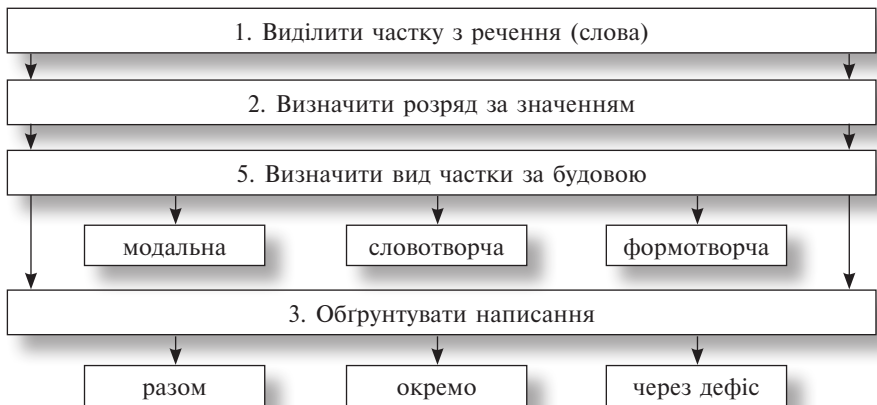 1. Виділити частку з речення (слова)
2. Визначити розряд за значенням
5. Визначити вид частки за будовою
модальна словотворча формотворча
3. Обґрунтувати написання
разом окремо через дефіс